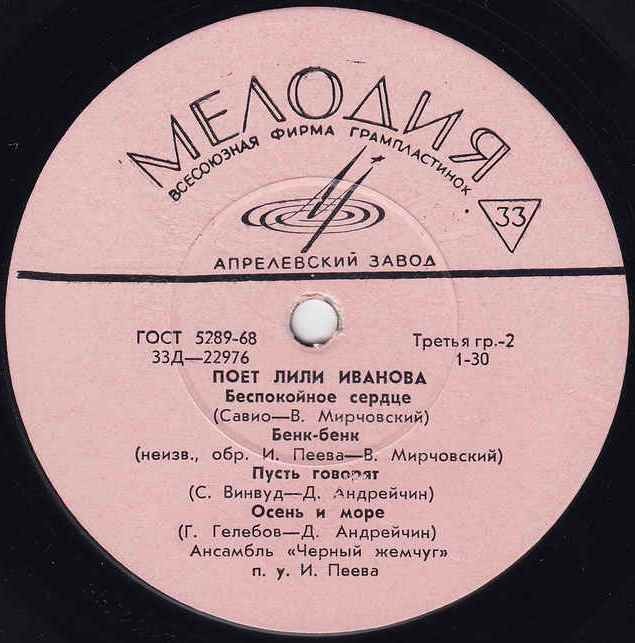 МЕЛОДИЯ
ВСЕСОЮЗНАЯ ФИРМА ГРАМПЛАСТИНОК
33
АПРЕЛЕВСКИЙ ЗАВОД
ГОСТ 5289-68
33Д—22976
Третья гр.-2
1-30
ПОЕТ ЛИЛИ ИВАНОВА
Беспокойное сердце
(Савио—В. Мирчовский)
Бенк-бенк
(неизв., обр. И. Пеева—В. Мирчовский)
Пусть говорят
(С. Винвуд—Д. Андрейчин)
Осень и море
(Г. Гелебов—Д. Андрейчин)
Ансамбль «Черный жемчуг»
п. у. И. Пеева